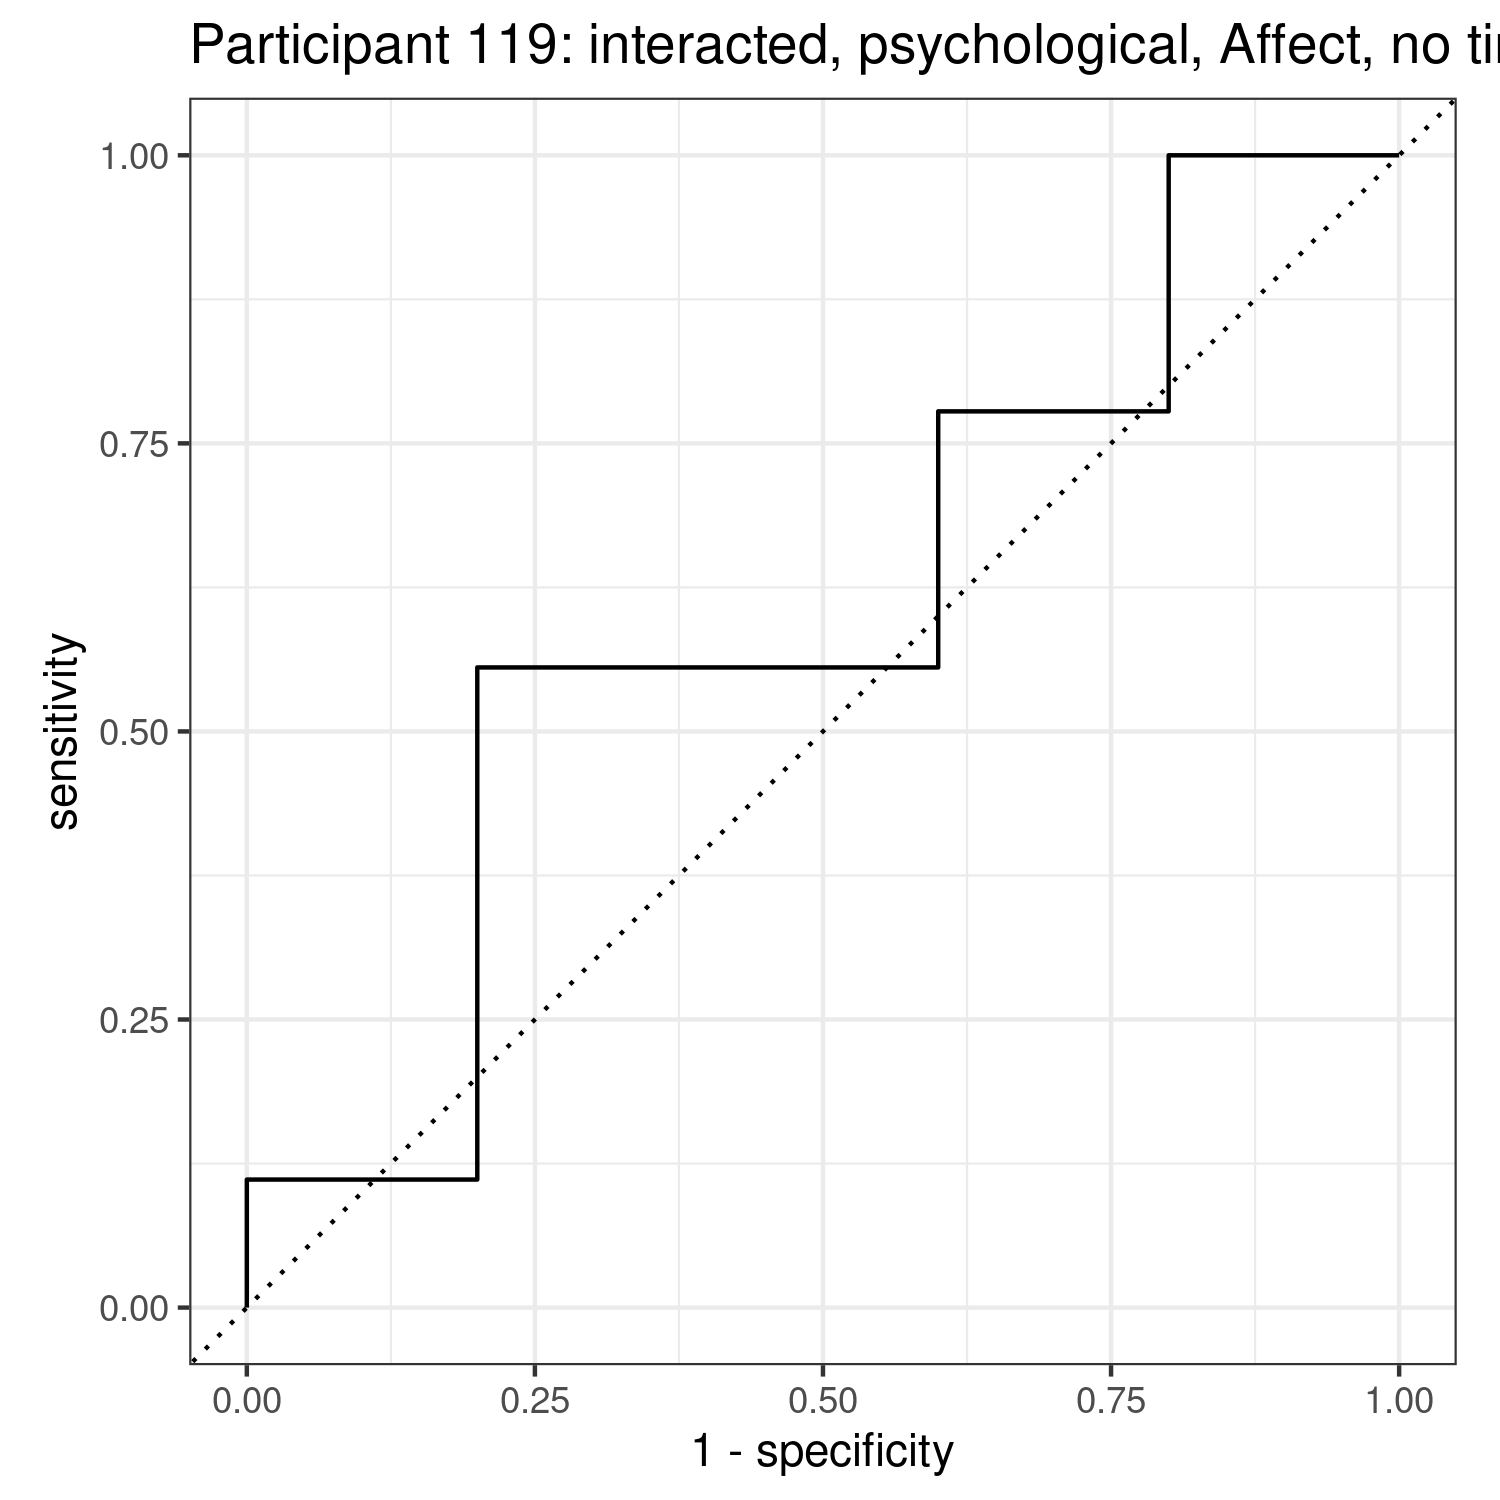 Participant 119: interacted, psychological, Affect, no
sensitivity
1.00
0.75
0.50
0.25
0.00
0.00 0.25 0.50 0.75 1.00
1 - specificity